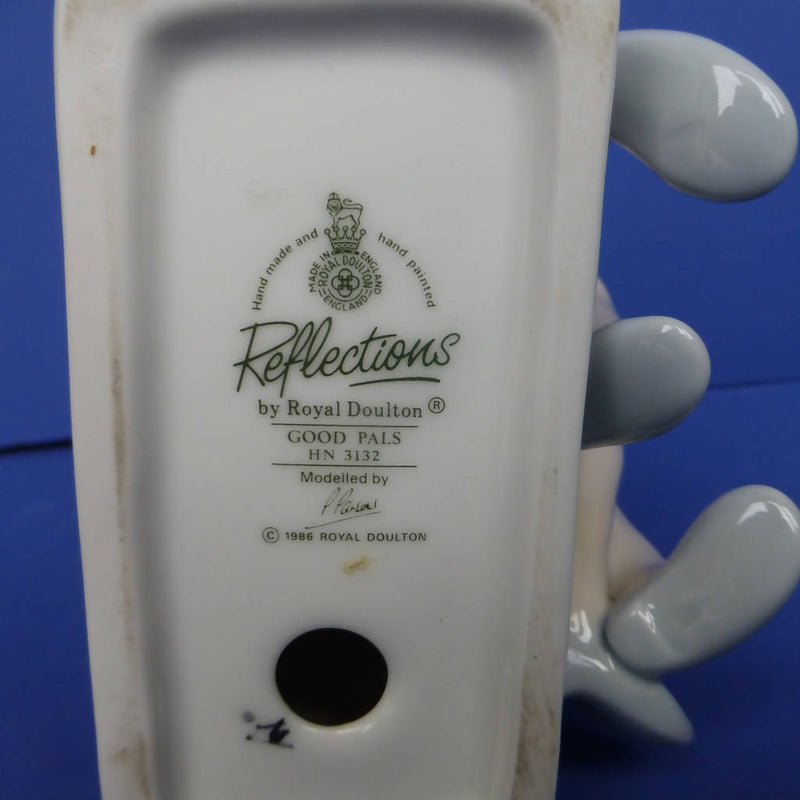 Hand made and hand painted
MADE IN ENGLAND
ROYAL DOULTON
ENGLAND
Reflections
by Royal Doulton ®
GOOD PALS
HN 3132
Modelled by
P Parsons
© 1986 ROYAL DOULTON